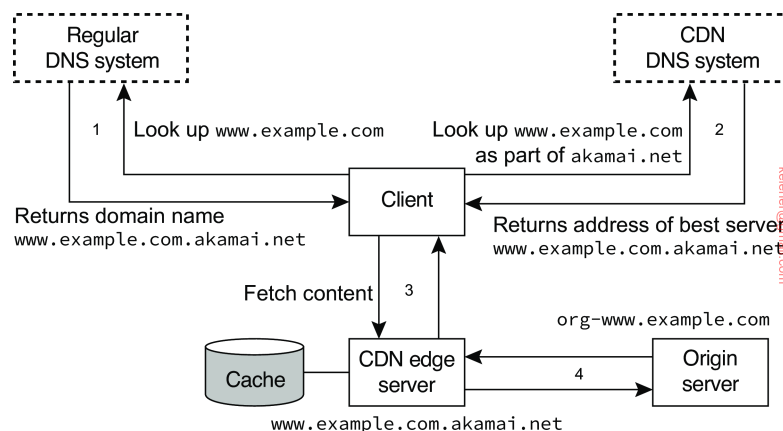 Regular
DNS system
CDN
DNS system
1
Look up www.example.com
Look up www.example.com
as part of akamai.net
2
Client
Returns domain name
www.example.com.akamai.net
Returns address of best server
www.example.com.akamai.net
Fetch content
3
org-www.example.com
Cache
CDN edge
server
4
Origin
server
www.example.com.akamai.net